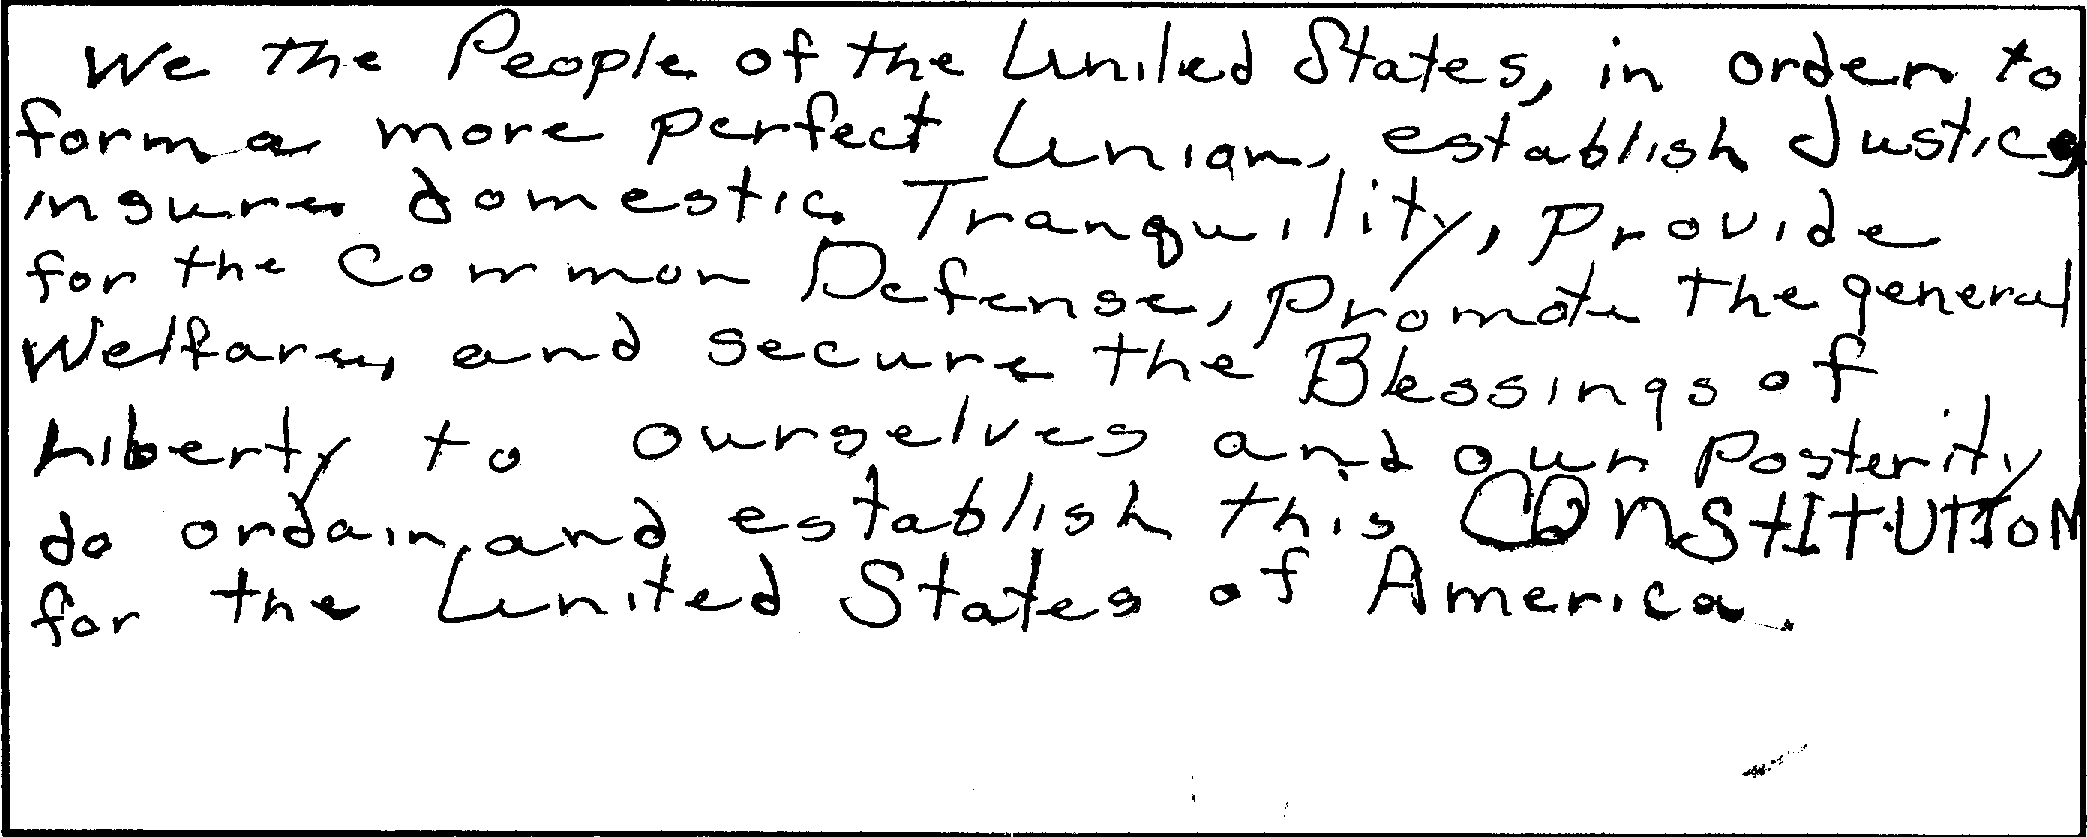 We the People of the United States, in order to
form a more perfect Union, establish Justice,
insure domestic Tranquility, provide
for the Common Defense, promote the general
Welfare, and secure the Blessings of
Liberty to ourselves and our posterity
do ordain and establish this CONSTITUTION
for the United States of America.